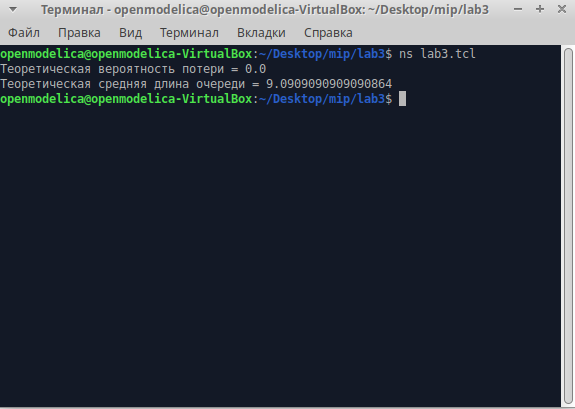 Терминал - openmodelica@openmodelica-VirtualBox: ~/Desktop/mip/lab3
Файл Правка Вид Терминал Вкладки Справка
openmodelica@openmodelica-VirtualBox:~/Desktop/mip/lab3$ ns lab3.tcl
Теоретическая вероятность потери = 0.0
Теоретическая средняя длина очереди = 9.0909090909090864
openmodelica@openmodelica-VirtualBox:~/Desktop/mip/lab3$